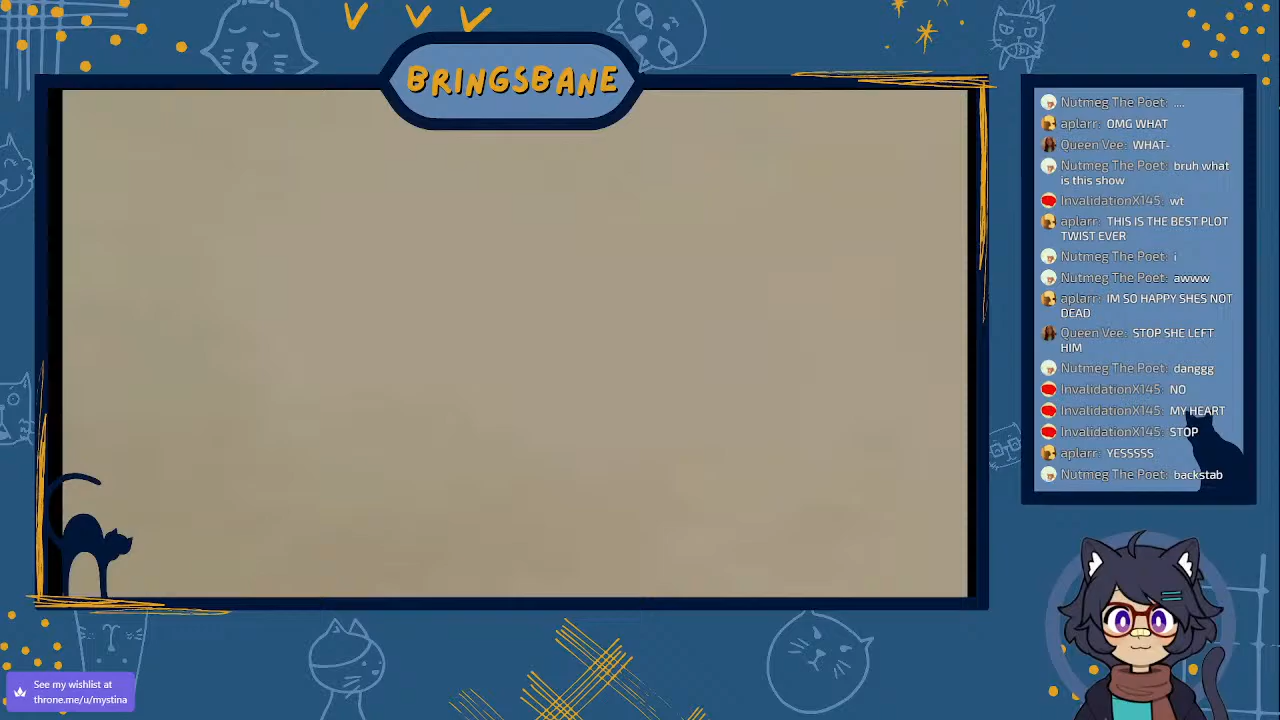 BRINGSBANE
Nutmeg The Poet: ....
aplarr: OMG WHAT
Queen Vee: WHAT-
Nutmeg The Poet: bruh what
is this show
InvalidationX145: wt
aplarr: THIS IS THE BEST PLOT
TWIST EVER
Nutmeg The Poet: i
Nutmeg The Poet: awww
aplarr: IM SO HAPPY SHES NOT
DEAD
Queen Vee: STOP SHE LEFT
HIM
Nutmeg The Poet: danggg
InvalidationX145: NO
InvalidationX145: MY HEART
InvalidationX145: STOP
aplarr: YESSSSS
Nutmeg The Poet: backstab
See my wishlist at
throne.me/u/mystina